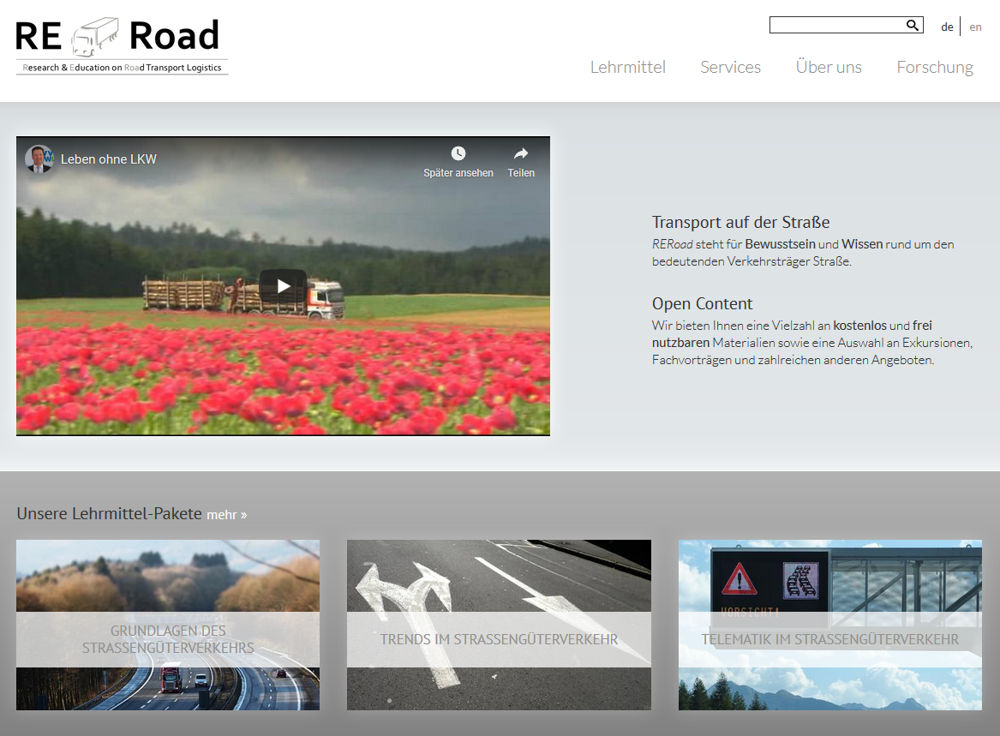 RE Road
Research & Education on Road Transport Logistics
de
en
Lehrmittel
Services
Über uns
Forschung
Leben ohne LKW
Später ansehen
Teilen
Transport auf der Straße
RERoad steht für Bewusstsein und Wissen rund um den
bedeutenden Verkehrsträger Straße.
Open Content
Wir bieten Ihnen eine Vielzahl an kostenlos und frei
nutzbaren Materialien sowie eine Auswahl an Exkursionen,
Fachvorträgen und zahlreichen anderen Angeboten.
Unsere Lehrmittel-Pakete mehr »
GRUNDLAGEN DES
STRASSENGÜTERVERKEHRS
TRENDS IM STRASSENGÜTERVERKEHR
VORSICHT!
TELEMATIK IM STRASSENGÜTERVERKEHR